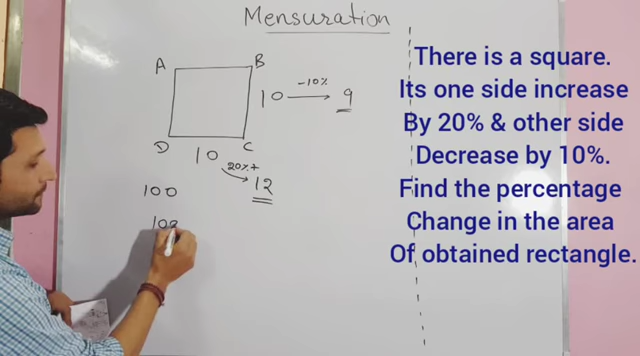 Mensuration
A B
-10%
10 9
D C
10 20%+
12
100
108
There is a square.
Its one side increase
By 20% & other side
Decrease by 10%.
Find the percentage
Change in the area
Of obtained rectangle.